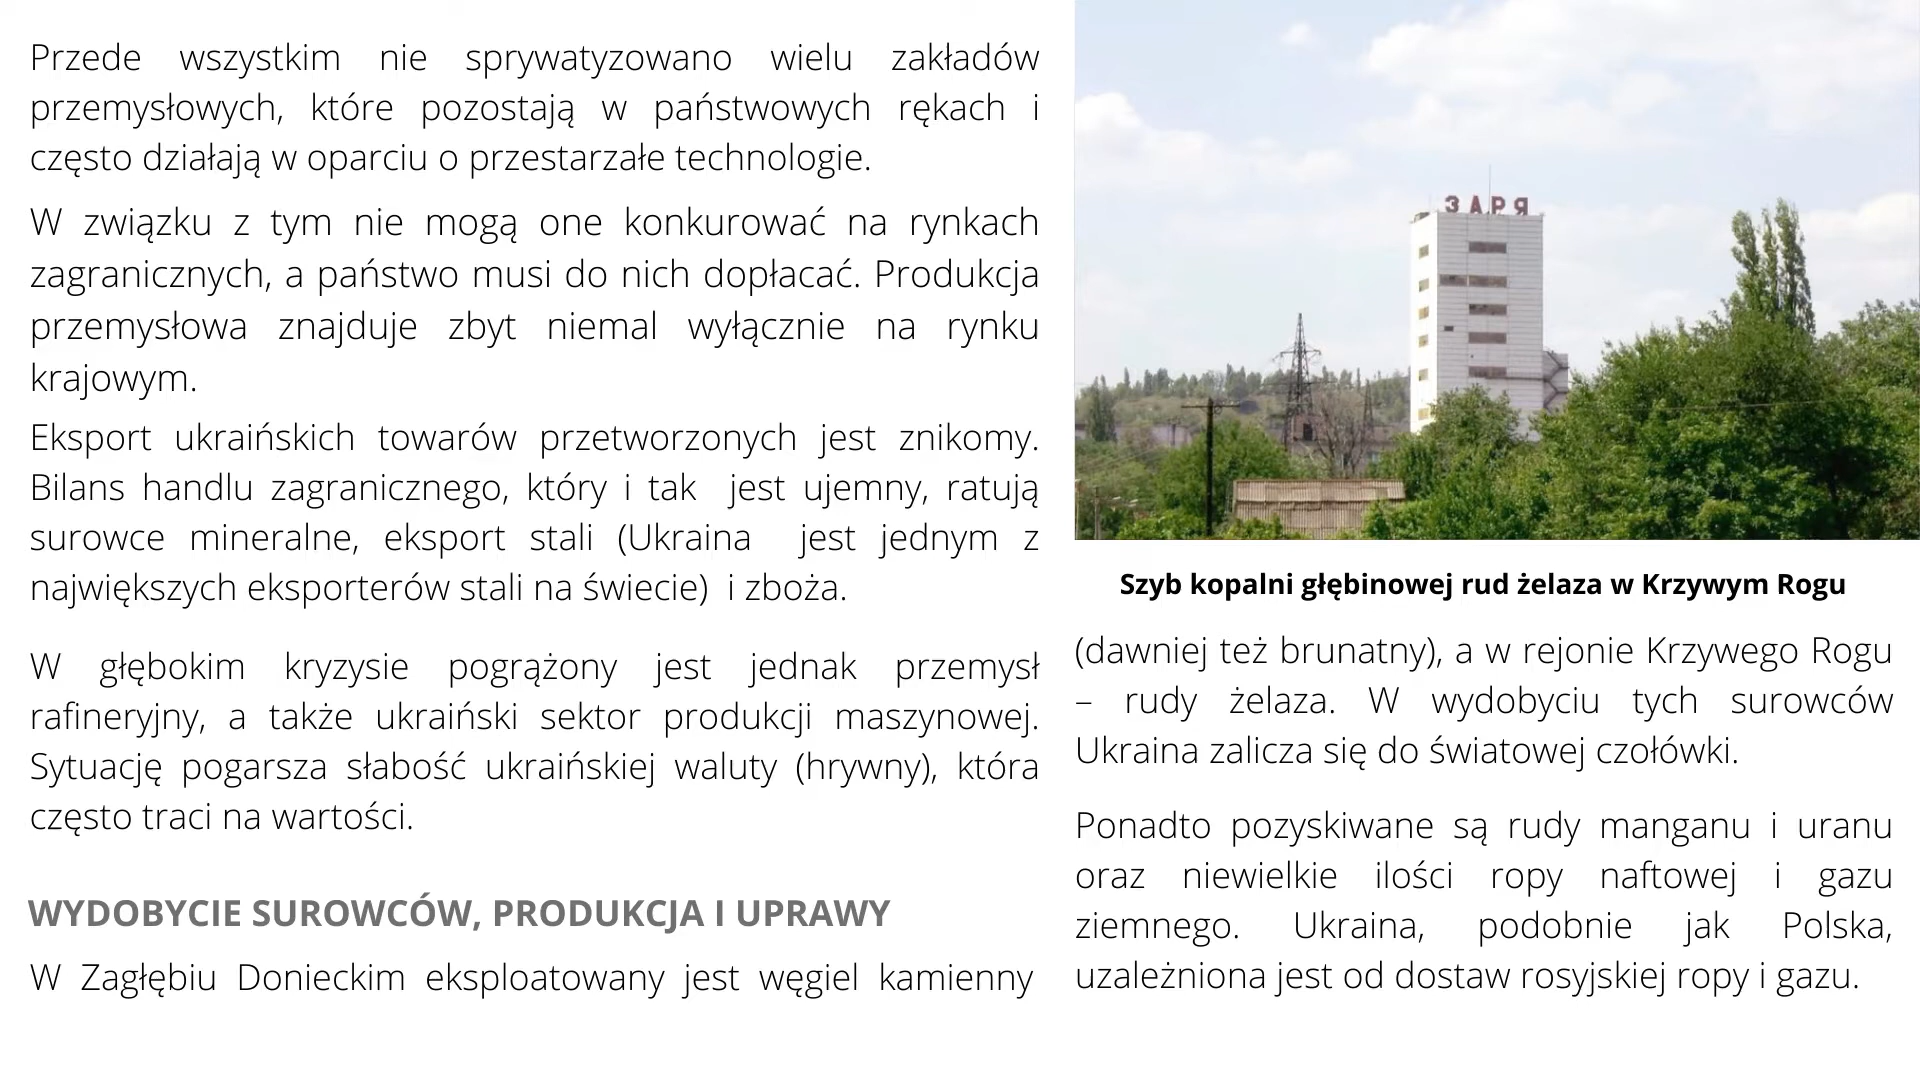 Przede wszystkim nie sprywatyzowano wielu zakładów
przemysłowych, które pozostają w państwowych rękach i
często działają w oparciu o przestarzałe technologie.
W związku z tym nie mogą one konkurować na rynkach
zagranicznych, a państwo musi do nich dopłacać. Produkcja
przemysłowa znajduje zbyt niemal wyłącznie na rynku
krajowym.
Eksport ukraińskich towarów przetworzonych jest znikomy.
Bilans handlu zagranicznego, który i tak jest ujemny, ratują
surowce mineralne, eksport stali (Ukraina jest jednym z
największych eksporterów stali na świecie) i zboża.
W głębokim kryzysie pogrążony jest jednak przemysł
rafineryjny, a także ukraiński sektor produkcji maszynowej.
Sytuację pogarsza słabość ukraińskiej waluty (hrywny), która
często traci na wartości.
WYDOBYCIE SUROWCÓW, PRODUKCJA I UPRAWY
W Zagłębiu Donieckim eksploatowany jest węgiel kamienny
ЗАРЯ
Szyb kopalni głębinowej rud żelaza w Krzywym Rogu
(dawniej też brunatny), a w rejonie Krzywego Rogu
– rudy żelaza. W wydobyciu tych surowców
Ukraina zalicza się do światowej czołówki.
Ponadto pozyskiwane są rudy manganu i uranu
oraz niewielkie ilości ropy naftowej i gazu
ziemnego. Ukraina, podobnie jak Polska,
uzależniona jest od dostaw rosyjskiej ropy i gazu.